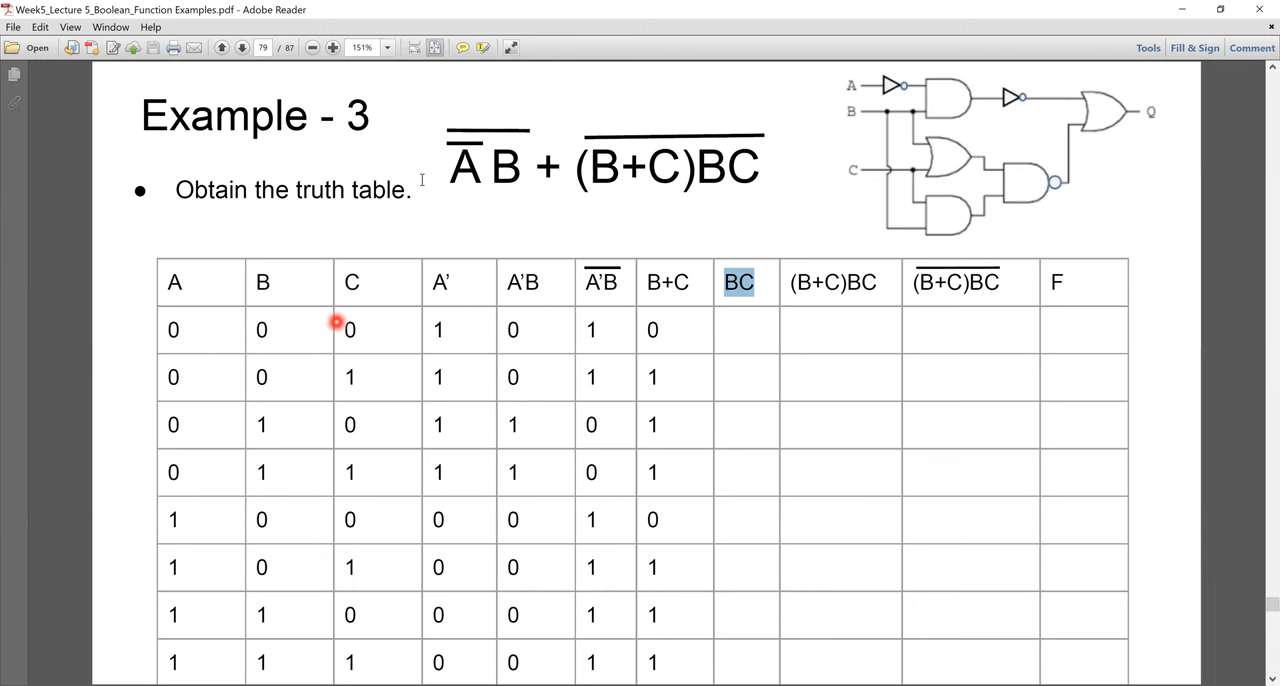 Week5_Lecture 5_Boolean_Function Examples.pdf - Adobe Reader
File Edit View Window Help
Open 79 / 87 151% Tools Fill & Sign Comment
Example - 3
A̅ B + (B+C)BC
● Obtain the truth table.
A
B
C
Q
A B C A’ A’B A’B B+C BC (B+C)BC (B+C)BC F
0 0 0 1 0 1 0
0 0 1 1 0 1 1
0 1 0 1 1 0 1
0 1 1 1 1 0 1
1 0 0 0 0 1 0
1 0 1 0 0 1 1
1 1 0 0 0 1 1
1 1 1 0 0 1 1